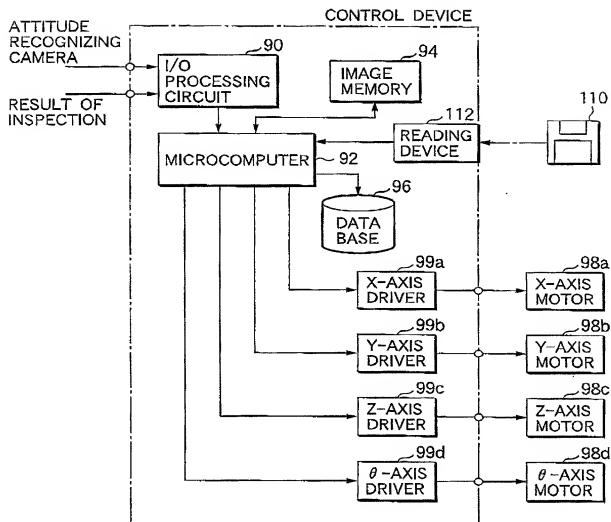 CONTROL DEVICE
ATTITUDE
RECOGNIZING
CAMERA
RESULT OF
INSPECTION
90
I/O
PROCESSING
CIRCUIT
94
IMAGE
MEMORY
112
READING
DEVICE
110
MICROCOMPUTER
92
96
DATA
BASE
99a
X-AXIS
DRIVER
98a
X-AXIS
MOTOR
99b
Y-AXIS
DRIVER
98b
Y-AXIS
MOTOR
99c
Z-AXIS
DRIVER
98c
Z-AXIS
MOTOR
99d
θ-AXIS
DRIVER
98d
θ-AXIS
MOTOR